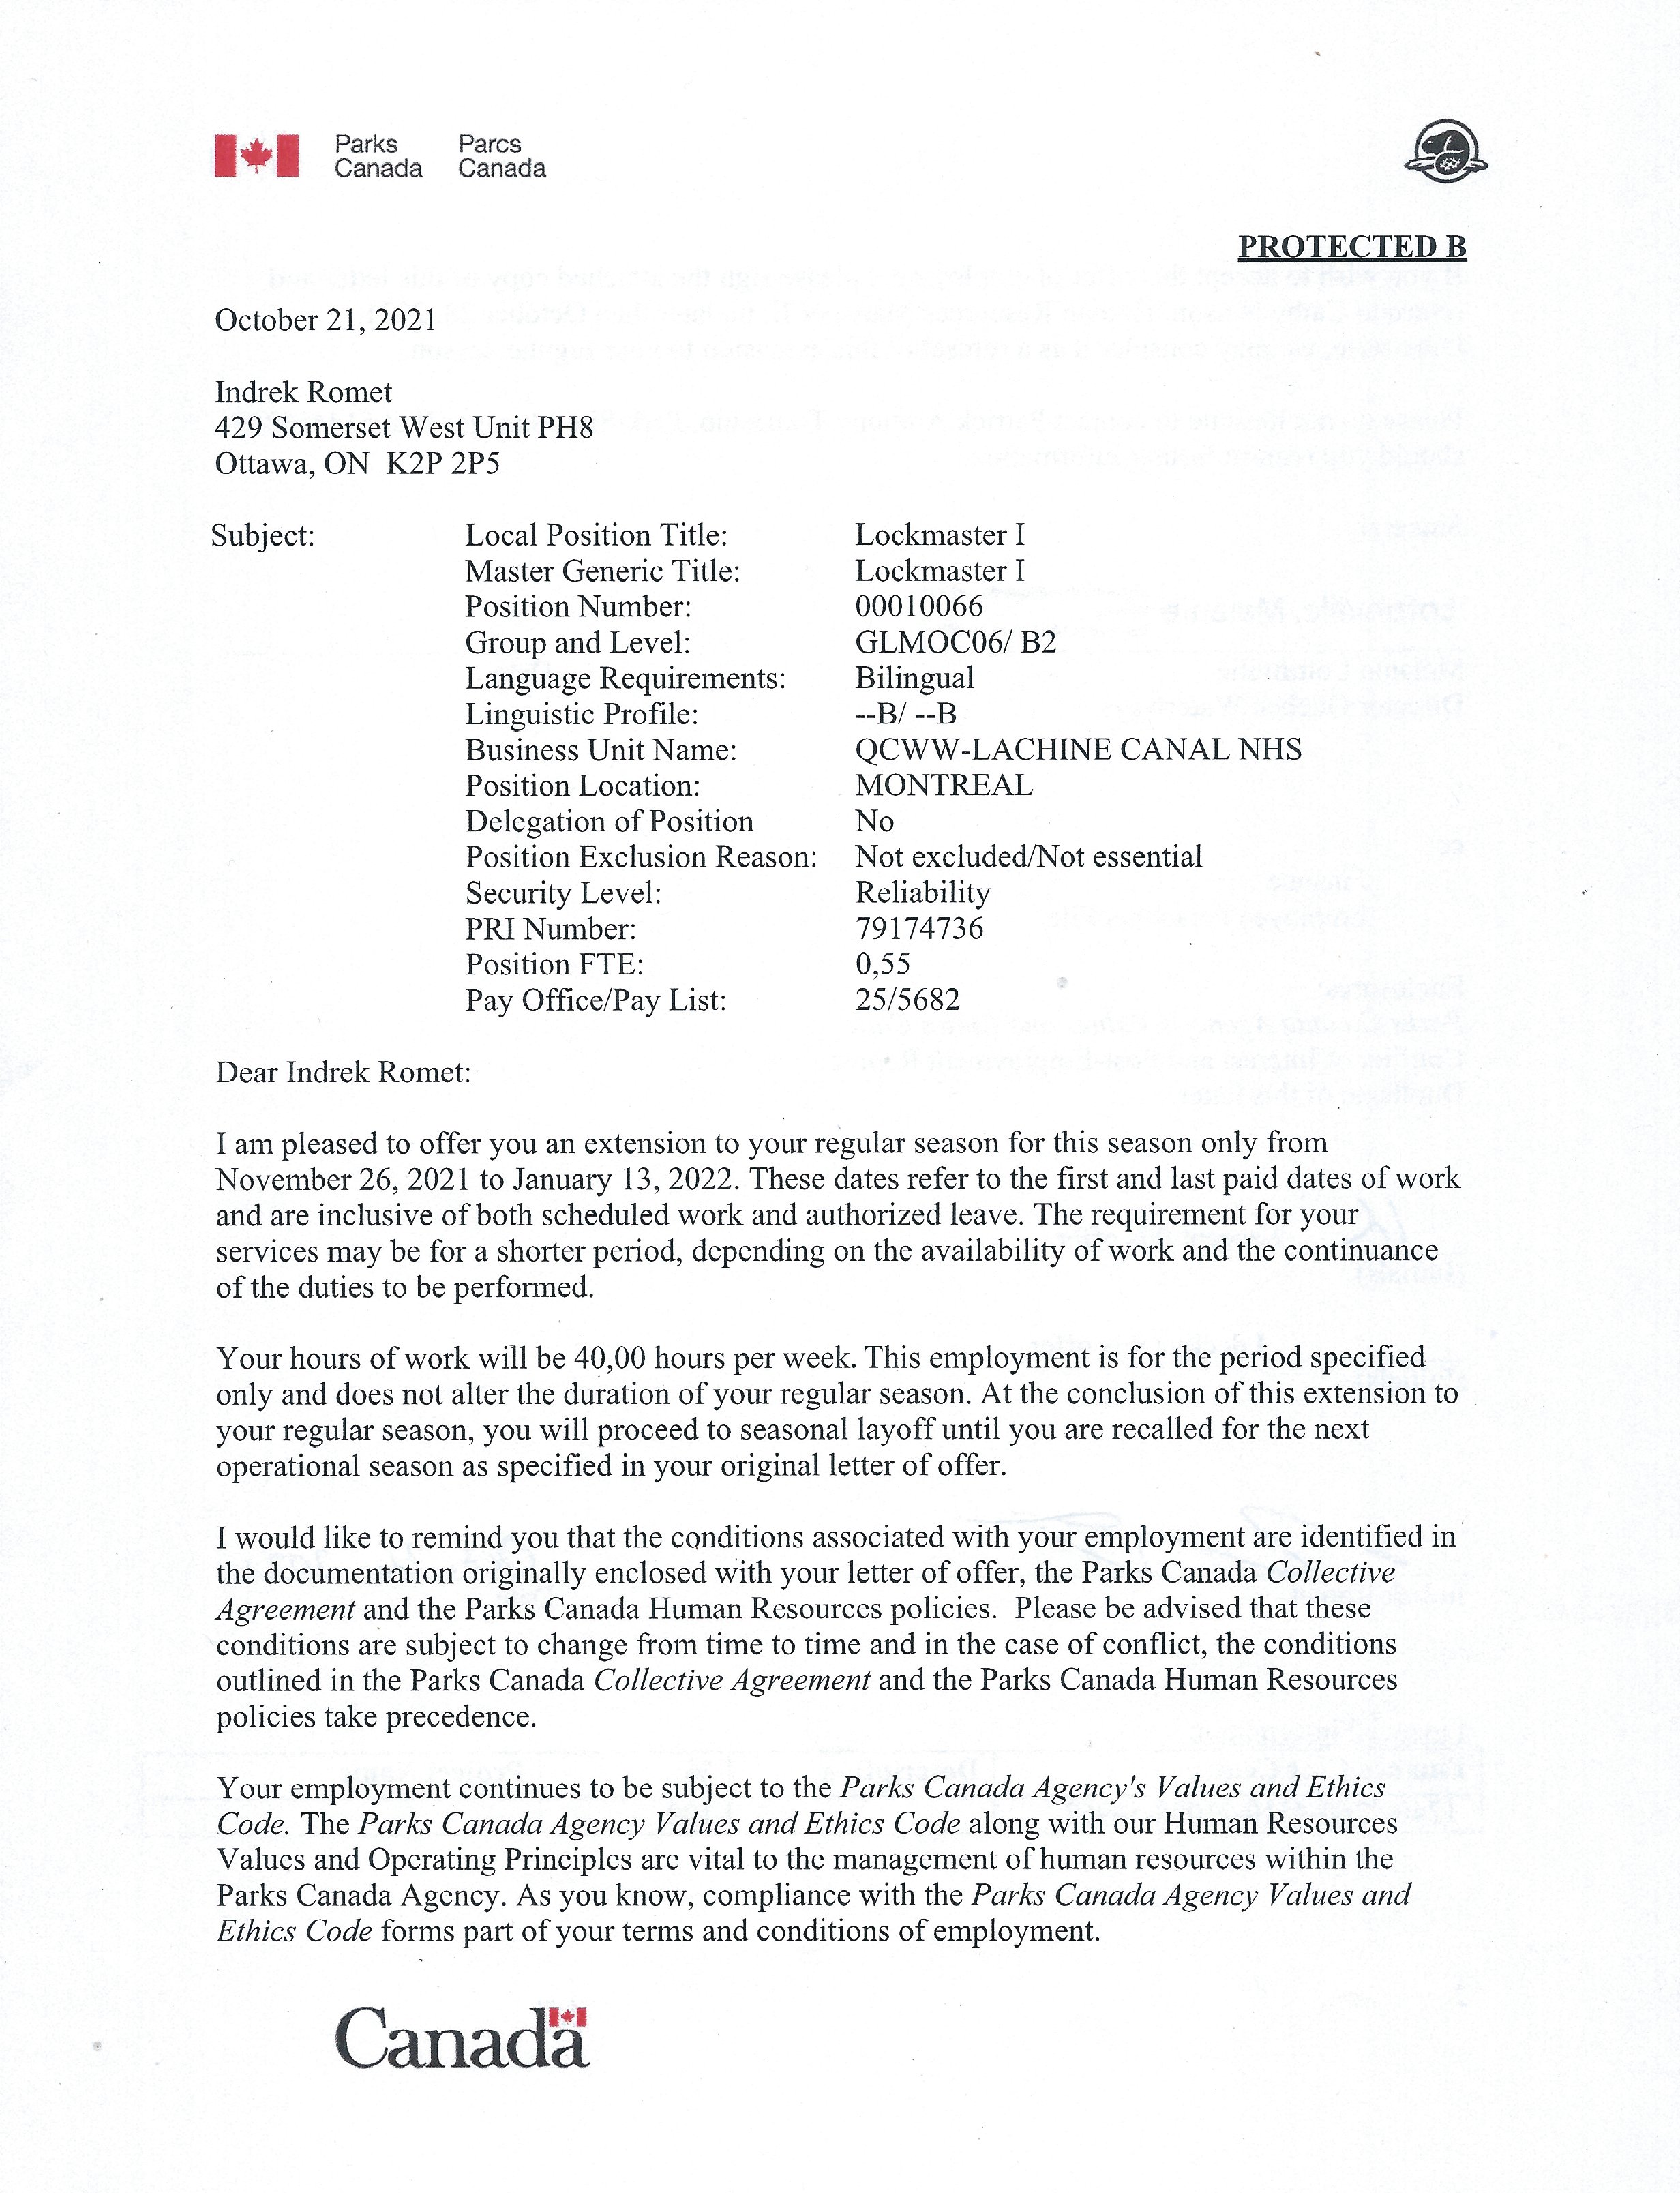 Parks Canada
Parcs Canada
PROTECTED B
October 21, 2021
Indrek Romet
429 Somerset West Unit PH8
Ottawa, ON  K2P 2P5
Subject:
Local Position Title: Lockmaster I
Master Generic Title: Lockmaster I
Position Number: 00010066
Group and Level: GLMOC06/ B2
Language Requirements: Bilingual
Linguistic Profile: --B/ --B
Business Unit Name: QCWW-LACHINE CANAL NHS
Position Location: MONTREAL
Delegation of Position No
Position Exclusion Reason: Not excluded/Not essential
Security Level: Reliability
PRI Number: 79174736
Position FTE: 0,55
Pay Office/Pay List: 25/5682
Dear Indrek Romet:
I am pleased to offer you an extension to your regular season for this season only from
November 26, 2021 to January 13, 2022. These dates refer to the first and last paid dates of work
and are inclusive of both scheduled work and authorized leave. The requirement for your
services may be for a shorter period, depending on the availability of work and the continuance
of the duties to be performed.
Your hours of work will be 40,00 hours per week. This employment is for the period specified
only and does not alter the duration of your regular season. At the conclusion of this extension to
your regular season, you will proceed to seasonal layoff until you are recalled for the next
operational season as specified in your original letter of offer.
I would like to remind you that the conditions associated with your employment are identified in
the documentation originally enclosed with your letter of offer, the Parks Canada Collective
Agreement and the Parks Canada Human Resources policies.  Please be advised that these
conditions are subject to change from time to time and in the case of conflict, the conditions
outlined in the Parks Canada Collective Agreement and the Parks Canada Human Resources
policies take precedence.
Your employment continues to be subject to the Parks Canada Agency's Values and Ethics
Code. The Parks Canada Agency Values and Ethics Code along with our Human Resources
Values and Operating Principles are vital to the management of human resources within the
Parks Canada Agency. As you know, compliance with the Parks Canada Agency Values and
Ethics Code forms part of your terms and conditions of employment.
Canada